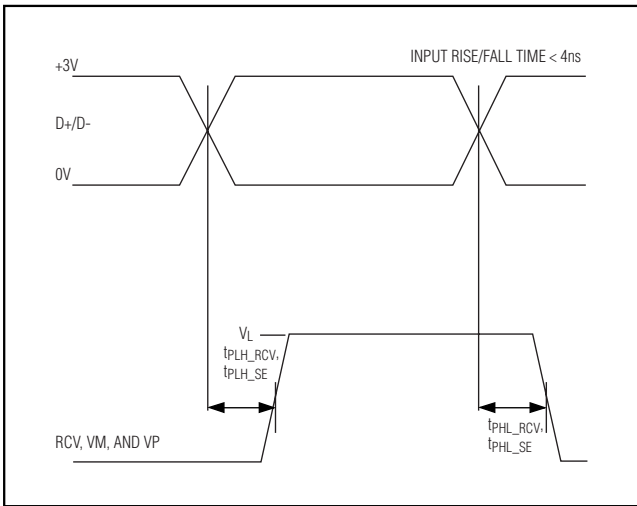 +3V
INPUT RISE/FALL TIME < 4ns
D+/D-
0V
VL
tPLH_RCV,
tPLH_SE
RCV, VM, AND VP
tPHL_RCV,
tPHL_SE